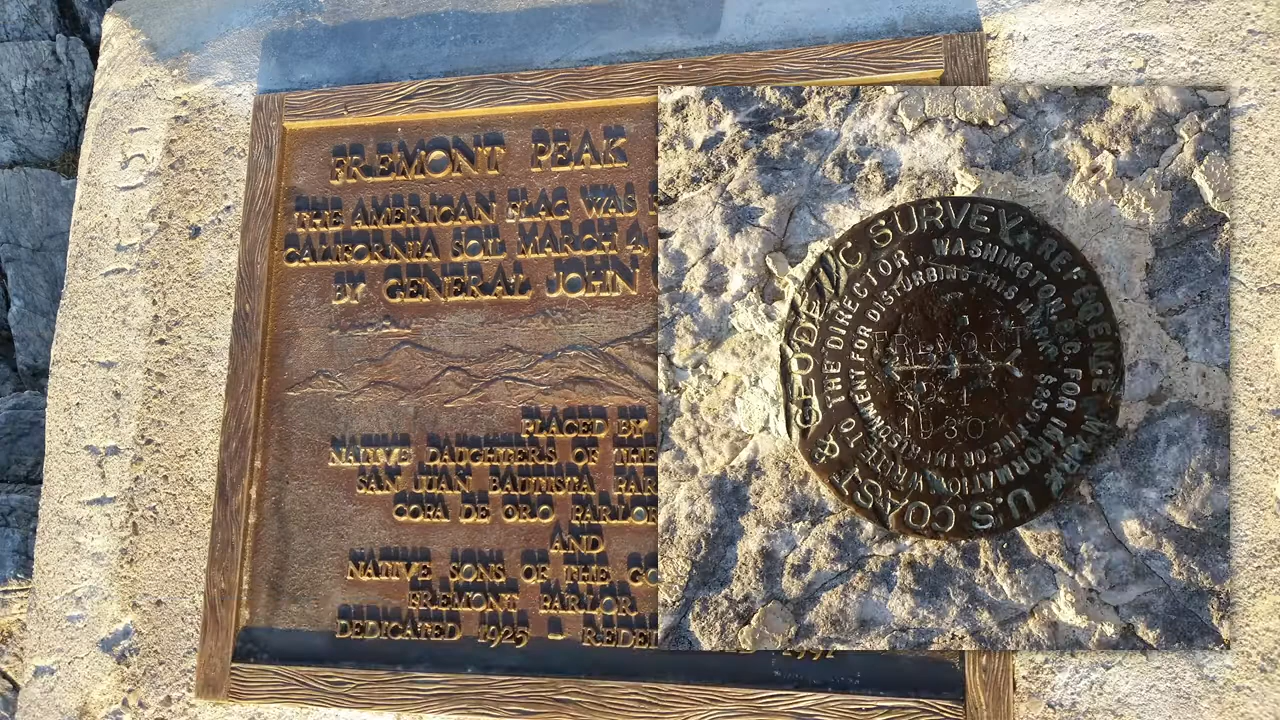 FREMONT PEAK
THE AMERICAN FLAG WAS
CALIFORNIA SOIL MARCH
BY GENERAL JOHN
PLACED BY
NATIVE DAUGHTERS OF THE
SAN JUAN BAUTISTA PAR
COPA DE ORO PARLOR
AND
NATIVE SONS OF THE GO
FREMONT PARLOR
DEDICATED 1925 - REDEDI
U.S. COAST & GEODETIC SURVEY REFERENCE MARK
FOR INFORMATION WRITE TO THE DIRECTOR, WASHINGTON, D.C.
$250 FINE OR IMPRISONMENT FOR DISTURBING THIS MARK.
FREMONT
1930